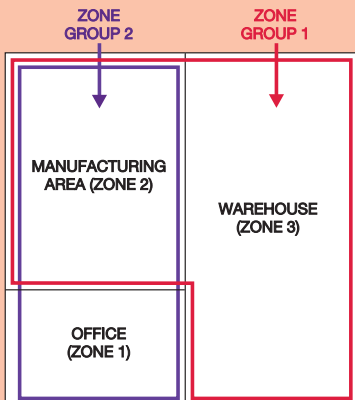 ZONE
GROUP 2
ZONE
GROUP 1
MANUFACTURING
AREA (ZONE 2)
WAREHOUSE
(ZONE 3)
OFFICE
(ZONE 1)